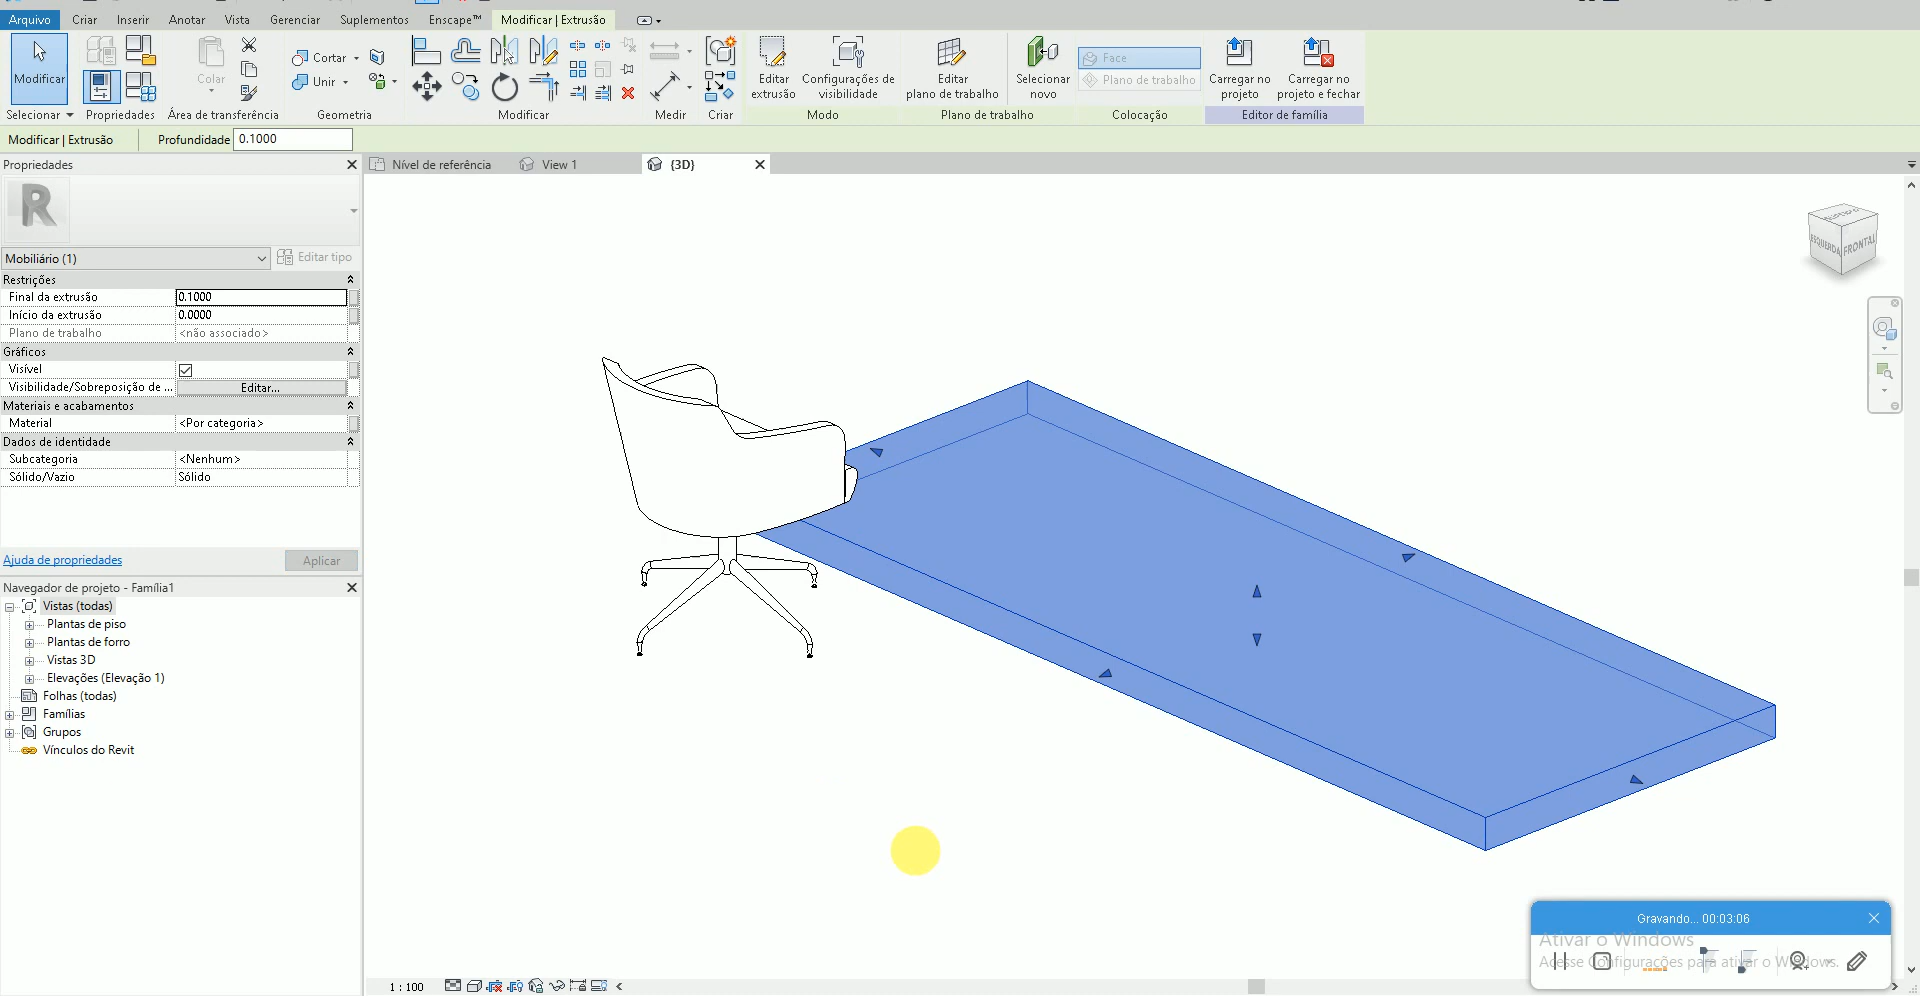 Arquivo Criar Inserir Anotar Vista Gerenciar Suplementos Enscape™ Modificar | Extrusão
Modificar
Colar
Cortar
Unir
Editar extrusão
Configurações de visibilidade
Editar plano de trabalho
Selecionar novo
Face
Plano de trabalho
Carregar no projeto
Carregar no projeto e fechar
Selecionar Propriedades Área de transferência Geometria Modificar Medir Criar Modo Plano de trabalho Colocação Editor de família
Modificar | Extrusão Profundidade 0.1000
Propriedades
Nível de referência View 1 {3D}
R
Mobiliário (1) Editar tipo
Restrições
Final da extrusão 0.1000
Início da extrusão 0.0000
Plano de trabalho <não associado>
Gráficos
Visível
Visibilidade/Sobreposição de ... Editar...
Materiais e acabamentos
Material <Por categoria>
Dados de identidade
Subcategoria <Nenhum>
Sólido/Vazio Sólido
Ajuda de propriedades Aplicar
Navegador de projeto - Família1
Vistas (todas)
Plantas de piso
Plantas de forro
Vistas 3D
Elevações (Elevação 1)
Folhas (todas)
Famílias
Grupos
Vínculos do Revit
SUPERIOR
ESQUERDA FRONTAL
1 : 100
Gravando... 00:03:06
Ativar o Windows
Acesse Configurações para ativar o Windows.